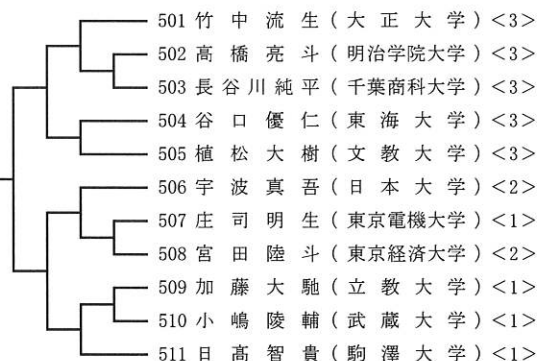 501 竹中流生(大正大学)<3>
502 高橋亮斗(明治学院大学)<3>
503 長谷川純平(千葉商科大学)<3>
504 谷口優仁(東海大学)<3>
505 植松大樹(文教大学)<3>
506 宇波真吾(日本大学)<2>
507 庄司明生(東京電機大学)<1>
508 宮田陸斗(東京経済大学)<2>
509 加藤大馳(立教大学)<1>
510 小嶋陵輔(武蔵大学)<1>
511 日髙智貴(駒澤大学)<1>